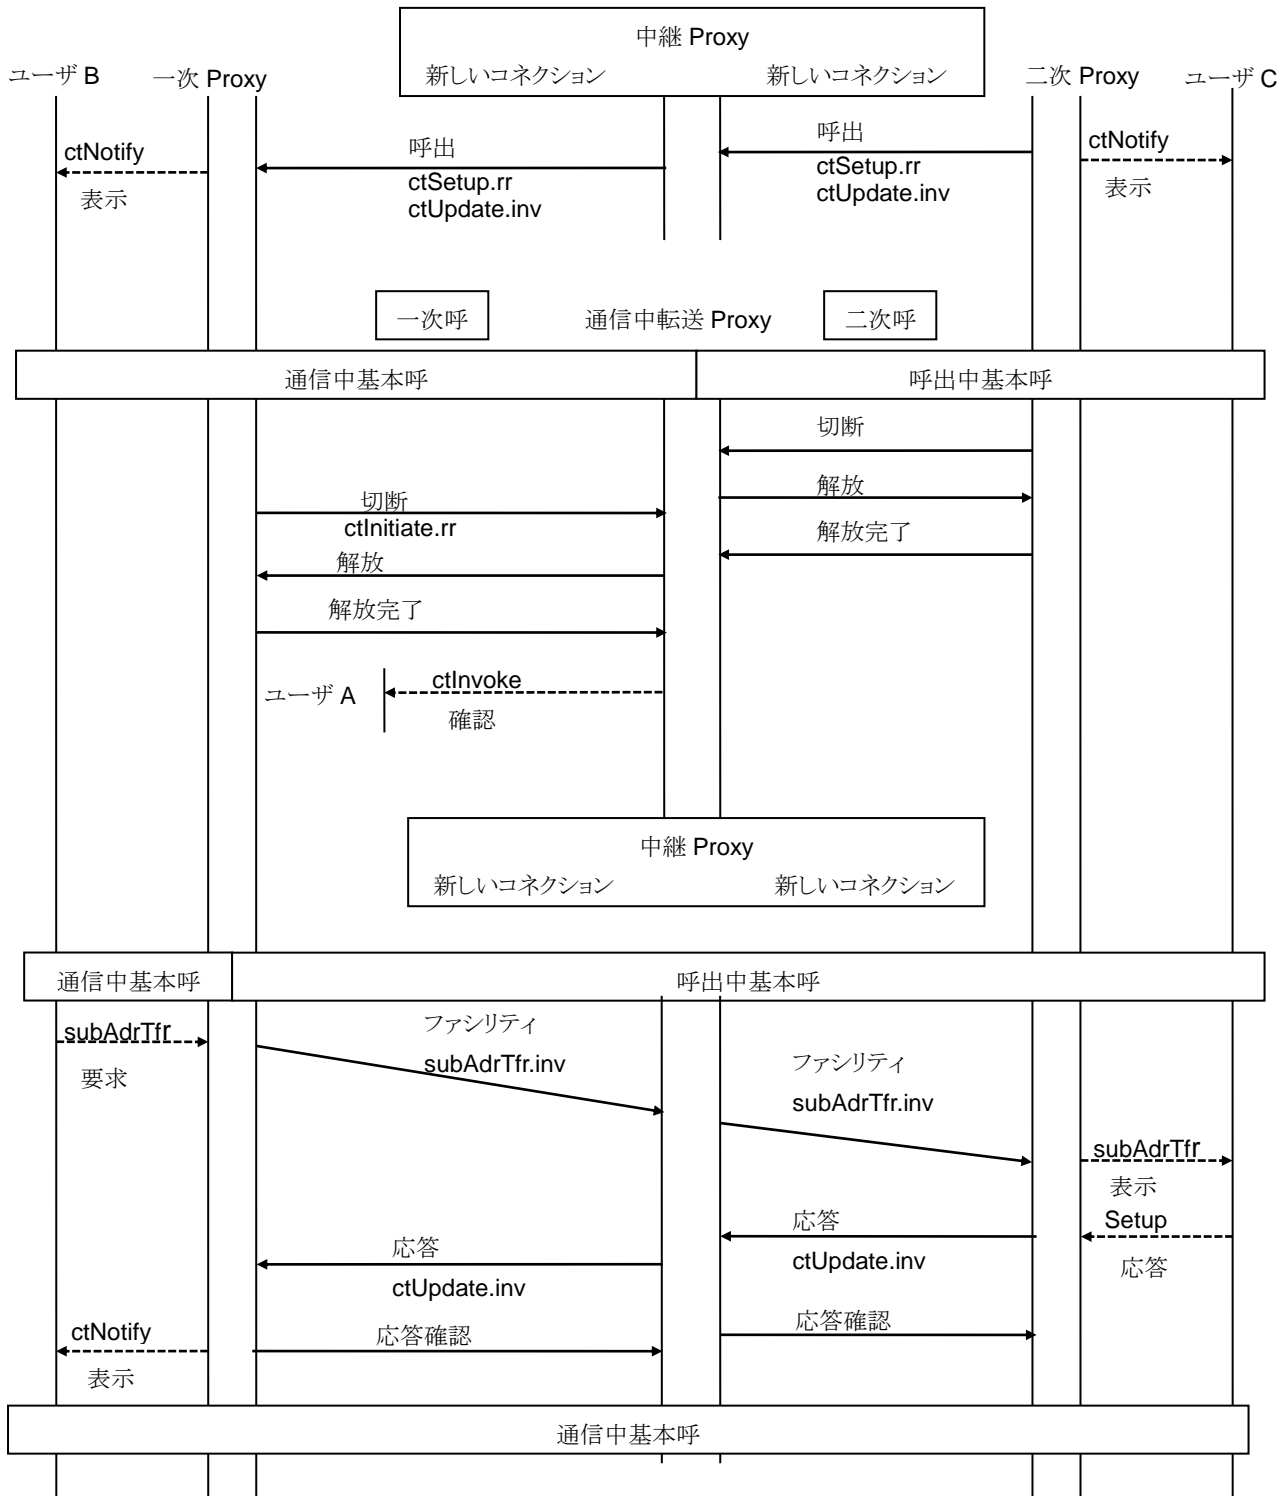 中継 Proxy
ユーザ B
一次 Proxy
新しいコネクション
新しいコネクション
二次 Proxy
ユーザ C
ctNotify
表示
呼出
ctSetup.rr
ctUpdate.inv
呼出
ctSetup.rr
ctUpdate.inv
ctNotify
表示
一次呼
通信中転送 Proxy
二次呼
通信中基本呼
呼出中基本呼
切断
解放
切断
ctInitiate.rr
解放完了
解放
解放完了
ユーザ A
ctInvoke
確認
中継 Proxy
新しいコネクション
新しいコネクション
通信中基本呼
呼出中基本呼
subAdrTfr
要求
ファシリティ
subAdrTfr.inv
ファシリティ
subAdrTfr.inv
subAdrTfr
表示
Setup
応答
応答
ctUpdate.inv
応答
ctUpdate.inv
ctNotify
表示
応答確認
応答確認
通信中基本呼